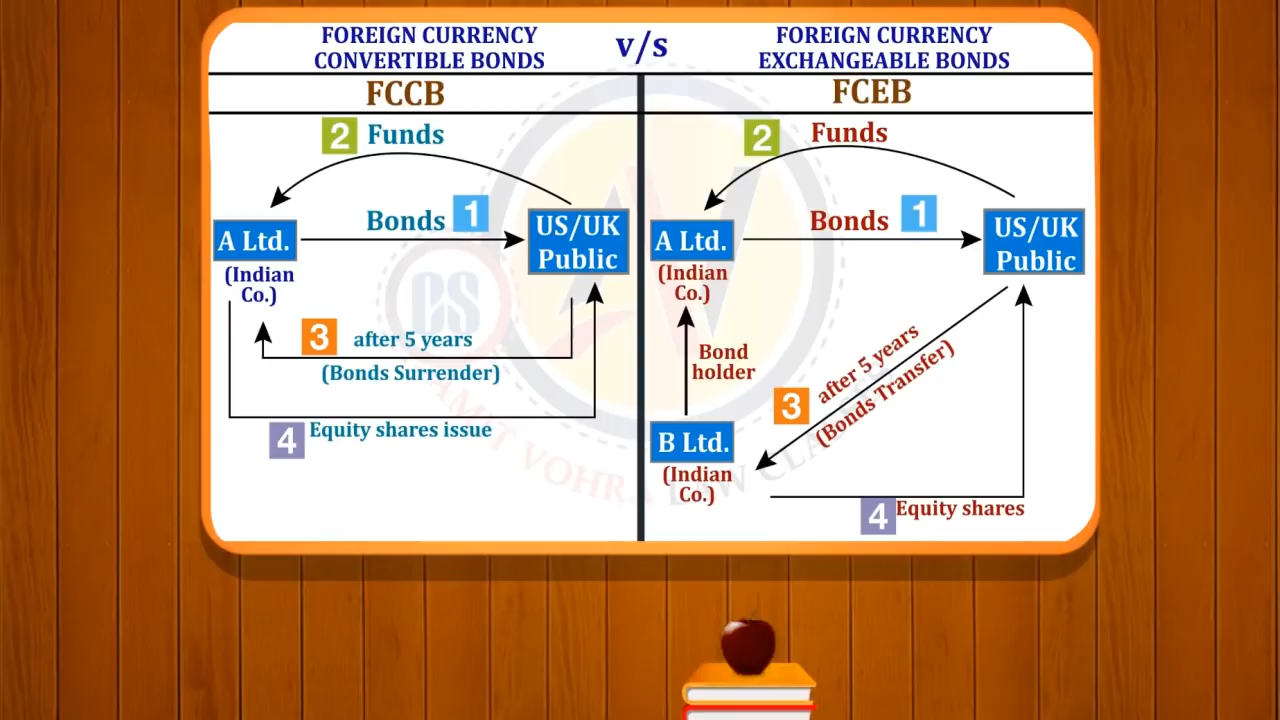 FOREIGN CURRENCY
CONVERTIBLE BONDS
v/s
FOREIGN CURRENCY
EXCHANGEABLE BONDS
FCCB
FCEB
2 Funds
Bonds 1
A Ltd.
(Indian
Co.)
US/UK
Public
3 after 5 years
(Bonds Surrender)
4 Equity shares issue
2 Funds
Bonds 1
A Ltd.
(Indian
Co.)
US/UK
Public
Bond
holder
3 after 5 years
(Bonds Transfer)
B Ltd.
(Indian
Co.)
4 Equity shares
CS